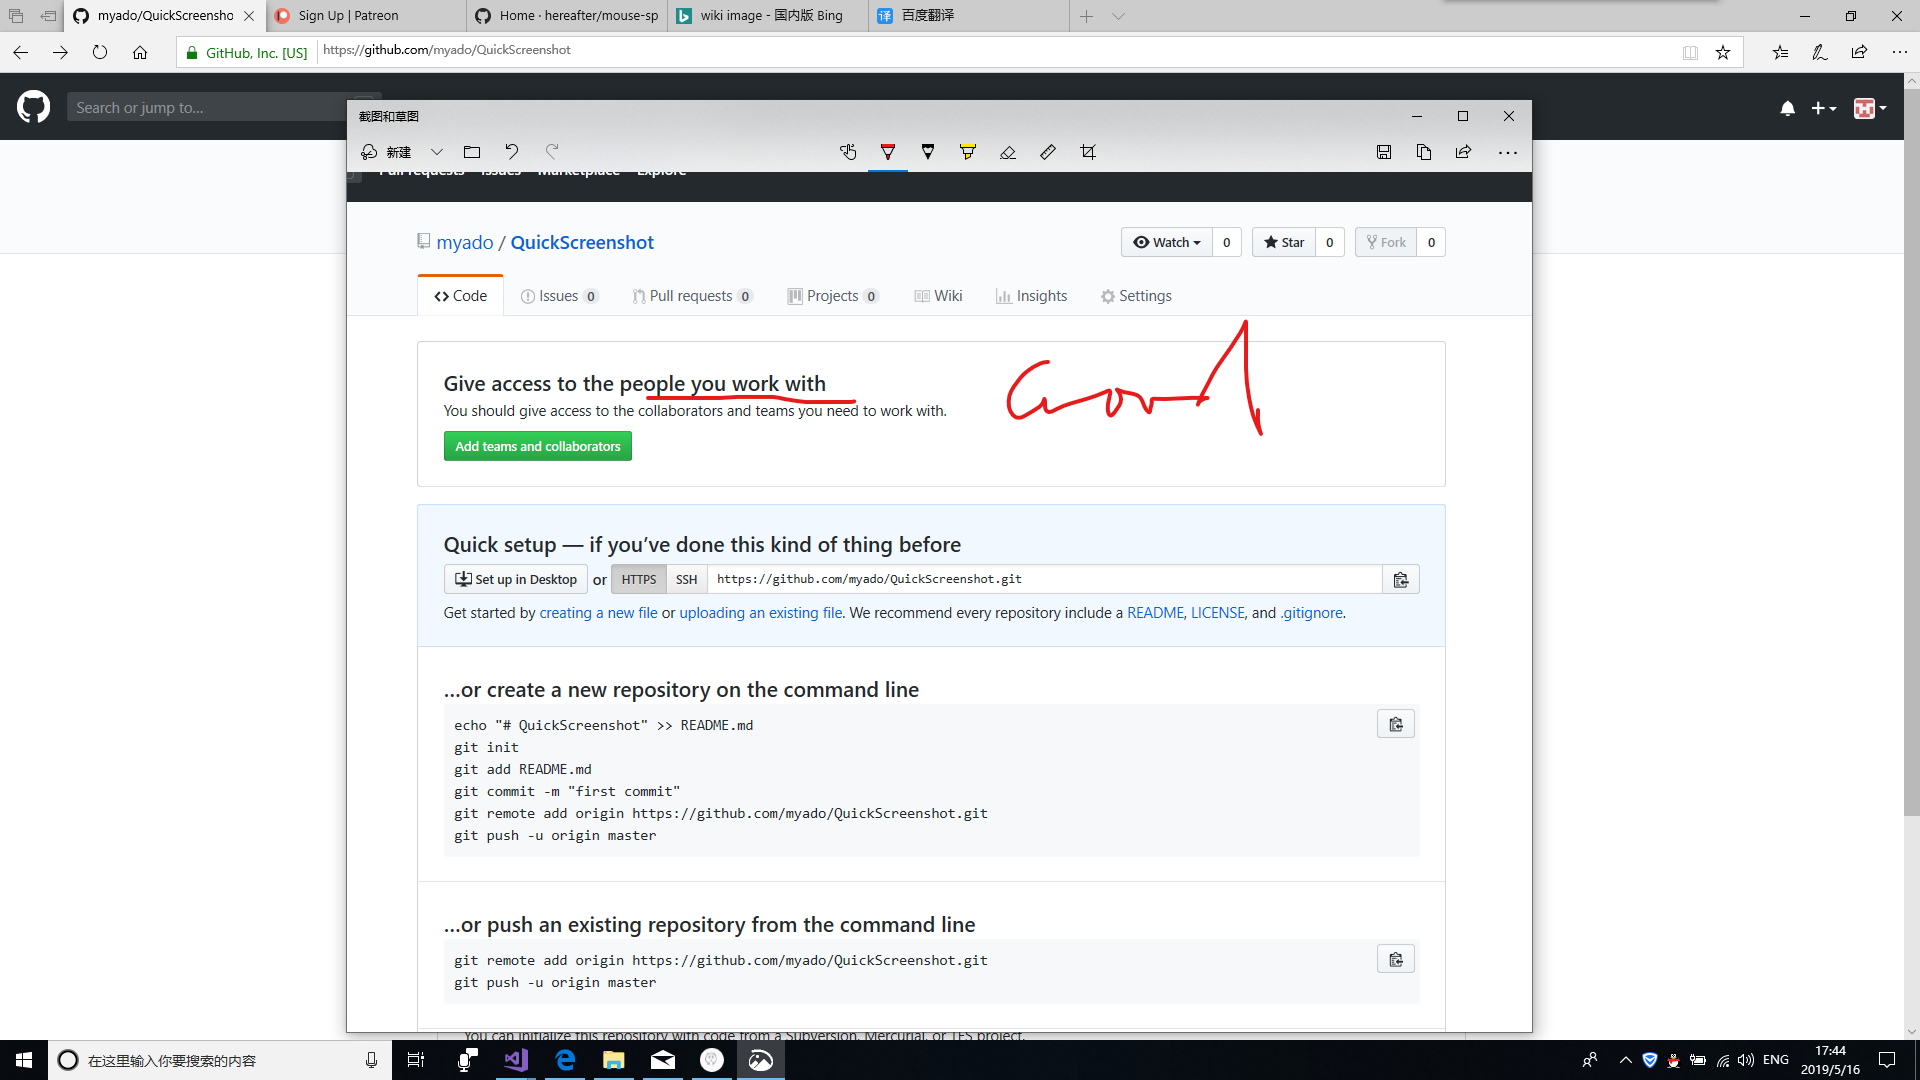 myado/QuickScreensho
Sign Up | Patreon
Home · hereafter/mouse-sp
wiki image - 国内版 Bing
百度翻译
GitHub, Inc. [US]
https://github.com/myado/QuickScreenshot
Search or jump to...
截图和草图
新建
Pull requests Issues Marketplace Explore
myado / QuickScreenshot
Watch 0
Star 0
Fork 0
Code
Issues 0
Pull requests 0
Projects 0
Wiki
Insights
Settings
Give access to the people you work with
You should give access to the collaborators and teams you need to work with.
Add teams and collaborators
Quick setup — if you’ve done this kind of thing before
Set up in Desktop or HTTPS SSH https://github.com/myado/QuickScreenshot.git
Get started by creating a new file or uploading an existing file. We recommend every repository include a README, LICENSE, and .gitignore.
…or create a new repository on the command line
echo "# QuickScreenshot" >> README.md
git init
git add README.md
git commit -m "first commit"
git remote add origin https://github.com/myado/QuickScreenshot.git
git push -u origin master
…or push an existing repository from the command line
git remote add origin https://github.com/myado/QuickScreenshot.git
git push -u origin master
You can initialize this repository with code from a Subversion, Mercurial, or TFS project.
在这里输入你要搜索的内容
ENG
17:44
2019/5/16